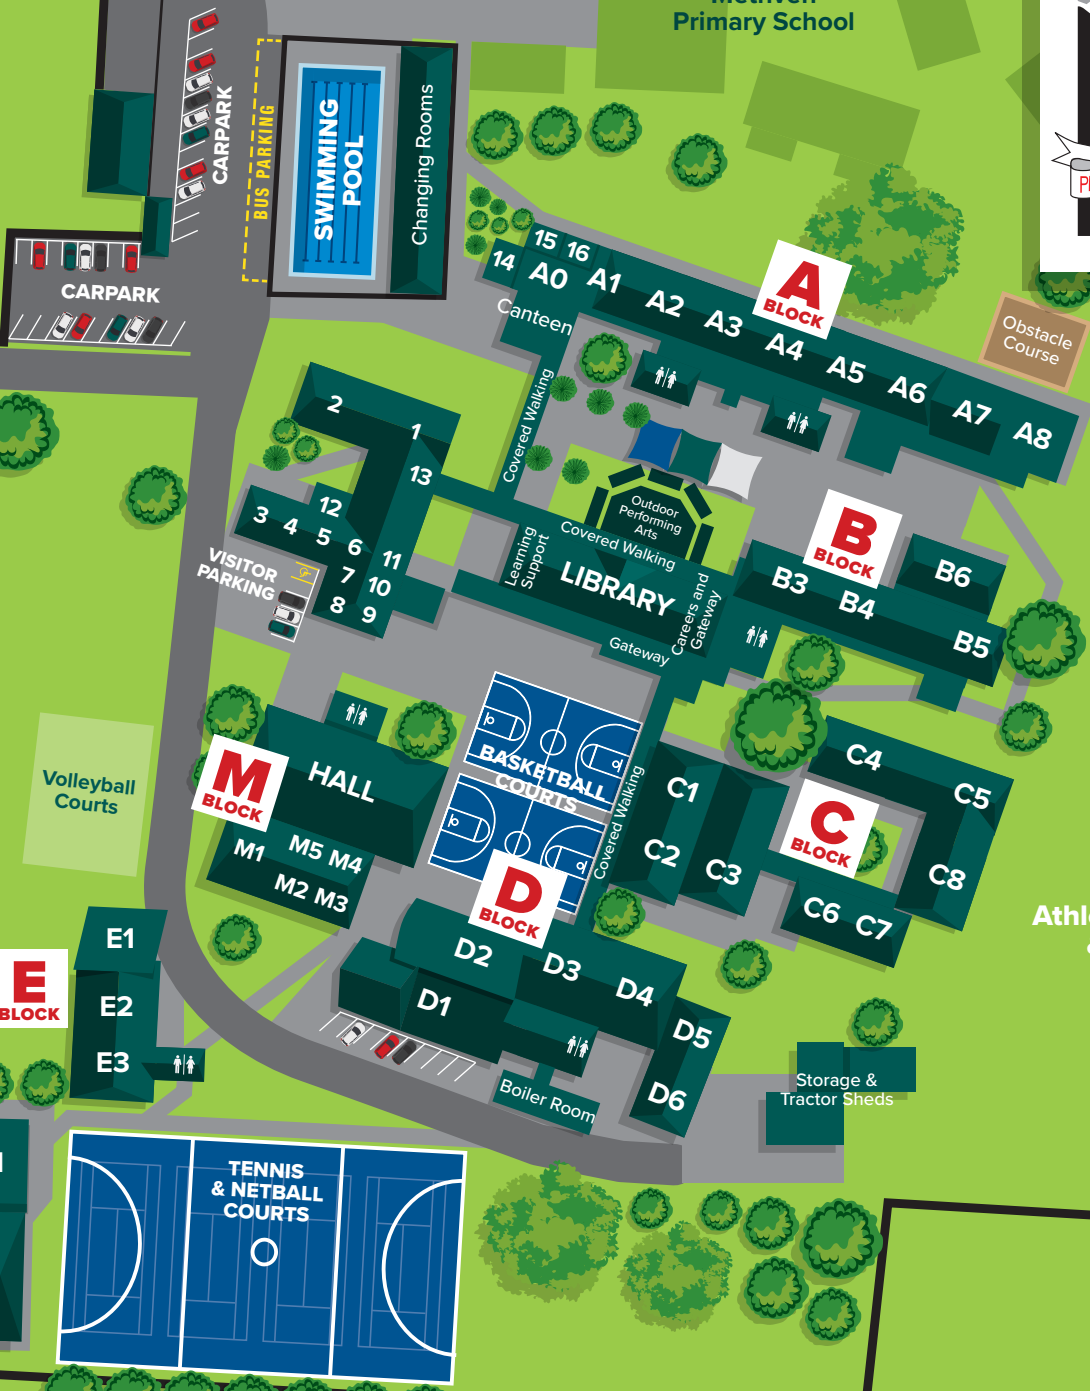 Methven
Primary School
CARPARK
BUS PARKING
SWIMMING
POOL
Changing Rooms
CARPARK
15
16
14
A0
A1
A2
A3
A4
A5
A6
A7
A8
A
BLOCK
Canteen
Obstacle
Course
Covered Walking
2
1
13
12
3
4
5
6
11
7
10
8
9
VISITOR
PARKING
Outdoor
Performing
Arts
Covered Walking
Learning
Support
LIBRARY
Careers and
Gateway
Gateway
B
BLOCK
B3
B4
B6
B5
M
BLOCK
HALL
M1
M5
M4
M2
M3
Volleyball
Courts
BASKETBALL
COURTS
Covered Walking
C1
C2
C3
C4
C5
C
BLOCK
C8
C6
C7
D
BLOCK
D2
D3
D4
D1
D5
D6
Boiler Room
E
BLOCK
E1
E2
E3
Storage &
Tractor Sheds
TENNIS
& NETBALL
COURTS